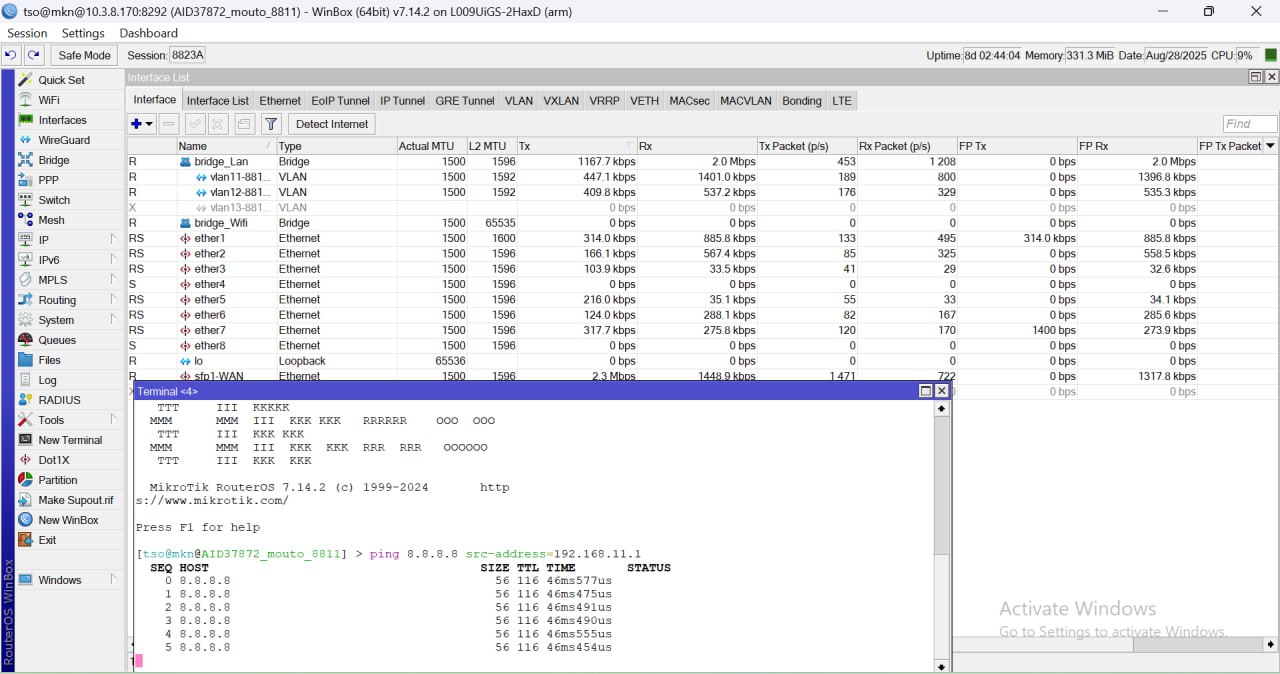 tso@mkn@10.3.8.170:8292 (AID37872_mouto_8811) - WinBox (64bit) v7.14.2 on L009UiGS-2HaxD (arm)
Session Settings Dashboard
Safe Mode Session: 8823A Uptime: 8d 02:44:04 Memory: 331.3 MiB Date: Aug/28/2025 CPU: 9%
Quick Set
WiFi
Interfaces
WireGuard
Bridge
PPP
Switch
Mesh
IP
IPv6
MPLS
Routing
System
Queues
Files
Log
RADIUS
Tools
New Terminal
Dot1X
Partition
Make Supout.rif
New WinBox
Exit
Windows
RouterOS WinBox
Interface List
Interface Interface List Ethernet EoIP Tunnel IP Tunnel GRE Tunnel VLAN VXLAN VRRP VETH MACsec MACVLAN Bonding LTE
Detect Internet Find
Name Type Actual MTU L2 MTU Tx Rx Tx Packet (p/s) Rx Packet (p/s) FP Tx FP Rx FP Tx Packet
R bridge_Lan Bridge 1500 1596 1167.7 kbps 2.0 Mbps 453 1 208 0 bps 2.0 Mbps
R vlan11-881... VLAN 1500 1592 447.1 kbps 1401.0 kbps 189 800 0 bps 1396.8 kbps
R vlan12-881... VLAN 1500 1592 409.8 kbps 537.2 kbps 176 329 0 bps 535.3 kbps
X vlan13-881... VLAN 0 bps 0 bps 0 0 0 bps 0 bps
R bridge_Wifi Bridge 1500 65535 0 bps 0 bps 0 0 0 bps 0 bps
RS ether1 Ethernet 1500 1600 314.0 kbps 885.8 kbps 133 495 314.0 kbps 885.8 kbps
RS ether2 Ethernet 1500 1596 166.1 kbps 567.4 kbps 85 325 0 bps 558.5 kbps
RS ether3 Ethernet 1500 1596 103.9 kbps 33.5 kbps 41 29 0 bps 32.6 kbps
S ether4 Ethernet 1500 1596 0 bps 0 bps 0 0 0 bps 0 bps
RS ether5 Ethernet 1500 1596 216.0 kbps 35.1 kbps 55 33 0 bps 34.1 kbps
RS ether6 Ethernet 1500 1596 124.0 kbps 288.1 kbps 82 167 0 bps 285.6 kbps
RS ether7 Ethernet 1500 1596 317.7 kbps 275.8 kbps 120 170 1400 bps 273.9 kbps
S ether8 Ethernet 1500 1596 0 bps 0 bps 0 0 0 bps 0 bps
R lo Loopback 65536 0 bps 0 bps 0 0 0 bps 0 bps
R sfp1-WAN Ethernet 1500 1596 2.3 Mbps 1448.9 kbps 1 471 722 0 bps 1317.8 kbps
0 bps 0 bps
Terminal <4>
TTT III KKKKK
MMM MMM III KKK KKK RRRRRR OOO OOO
TTT III KKK KKK
MMM MMM III KKK KKK RRR RRR OOOOOO
TTT III KKK KKK
MikroTik RouterOS 7.14.2 (c) 1999-2024 http
s://www.mikrotik.com/
Press F1 for help
[tso@mkn@AID37872_mouto_8811] > ping 8.8.8.8 src-address=192.168.11.1
SEQ HOST SIZE TTL TIME STATUS
0 8.8.8.8 56 116 46ms577us
1 8.8.8.8 56 116 46ms475us
2 8.8.8.8 56 116 46ms491us
3 8.8.8.8 56 116 46ms490us
4 8.8.8.8 56 116 46ms555us
5 8.8.8.8 56 116 46ms454us
Activate Windows
Go to Settings to activate Windows.